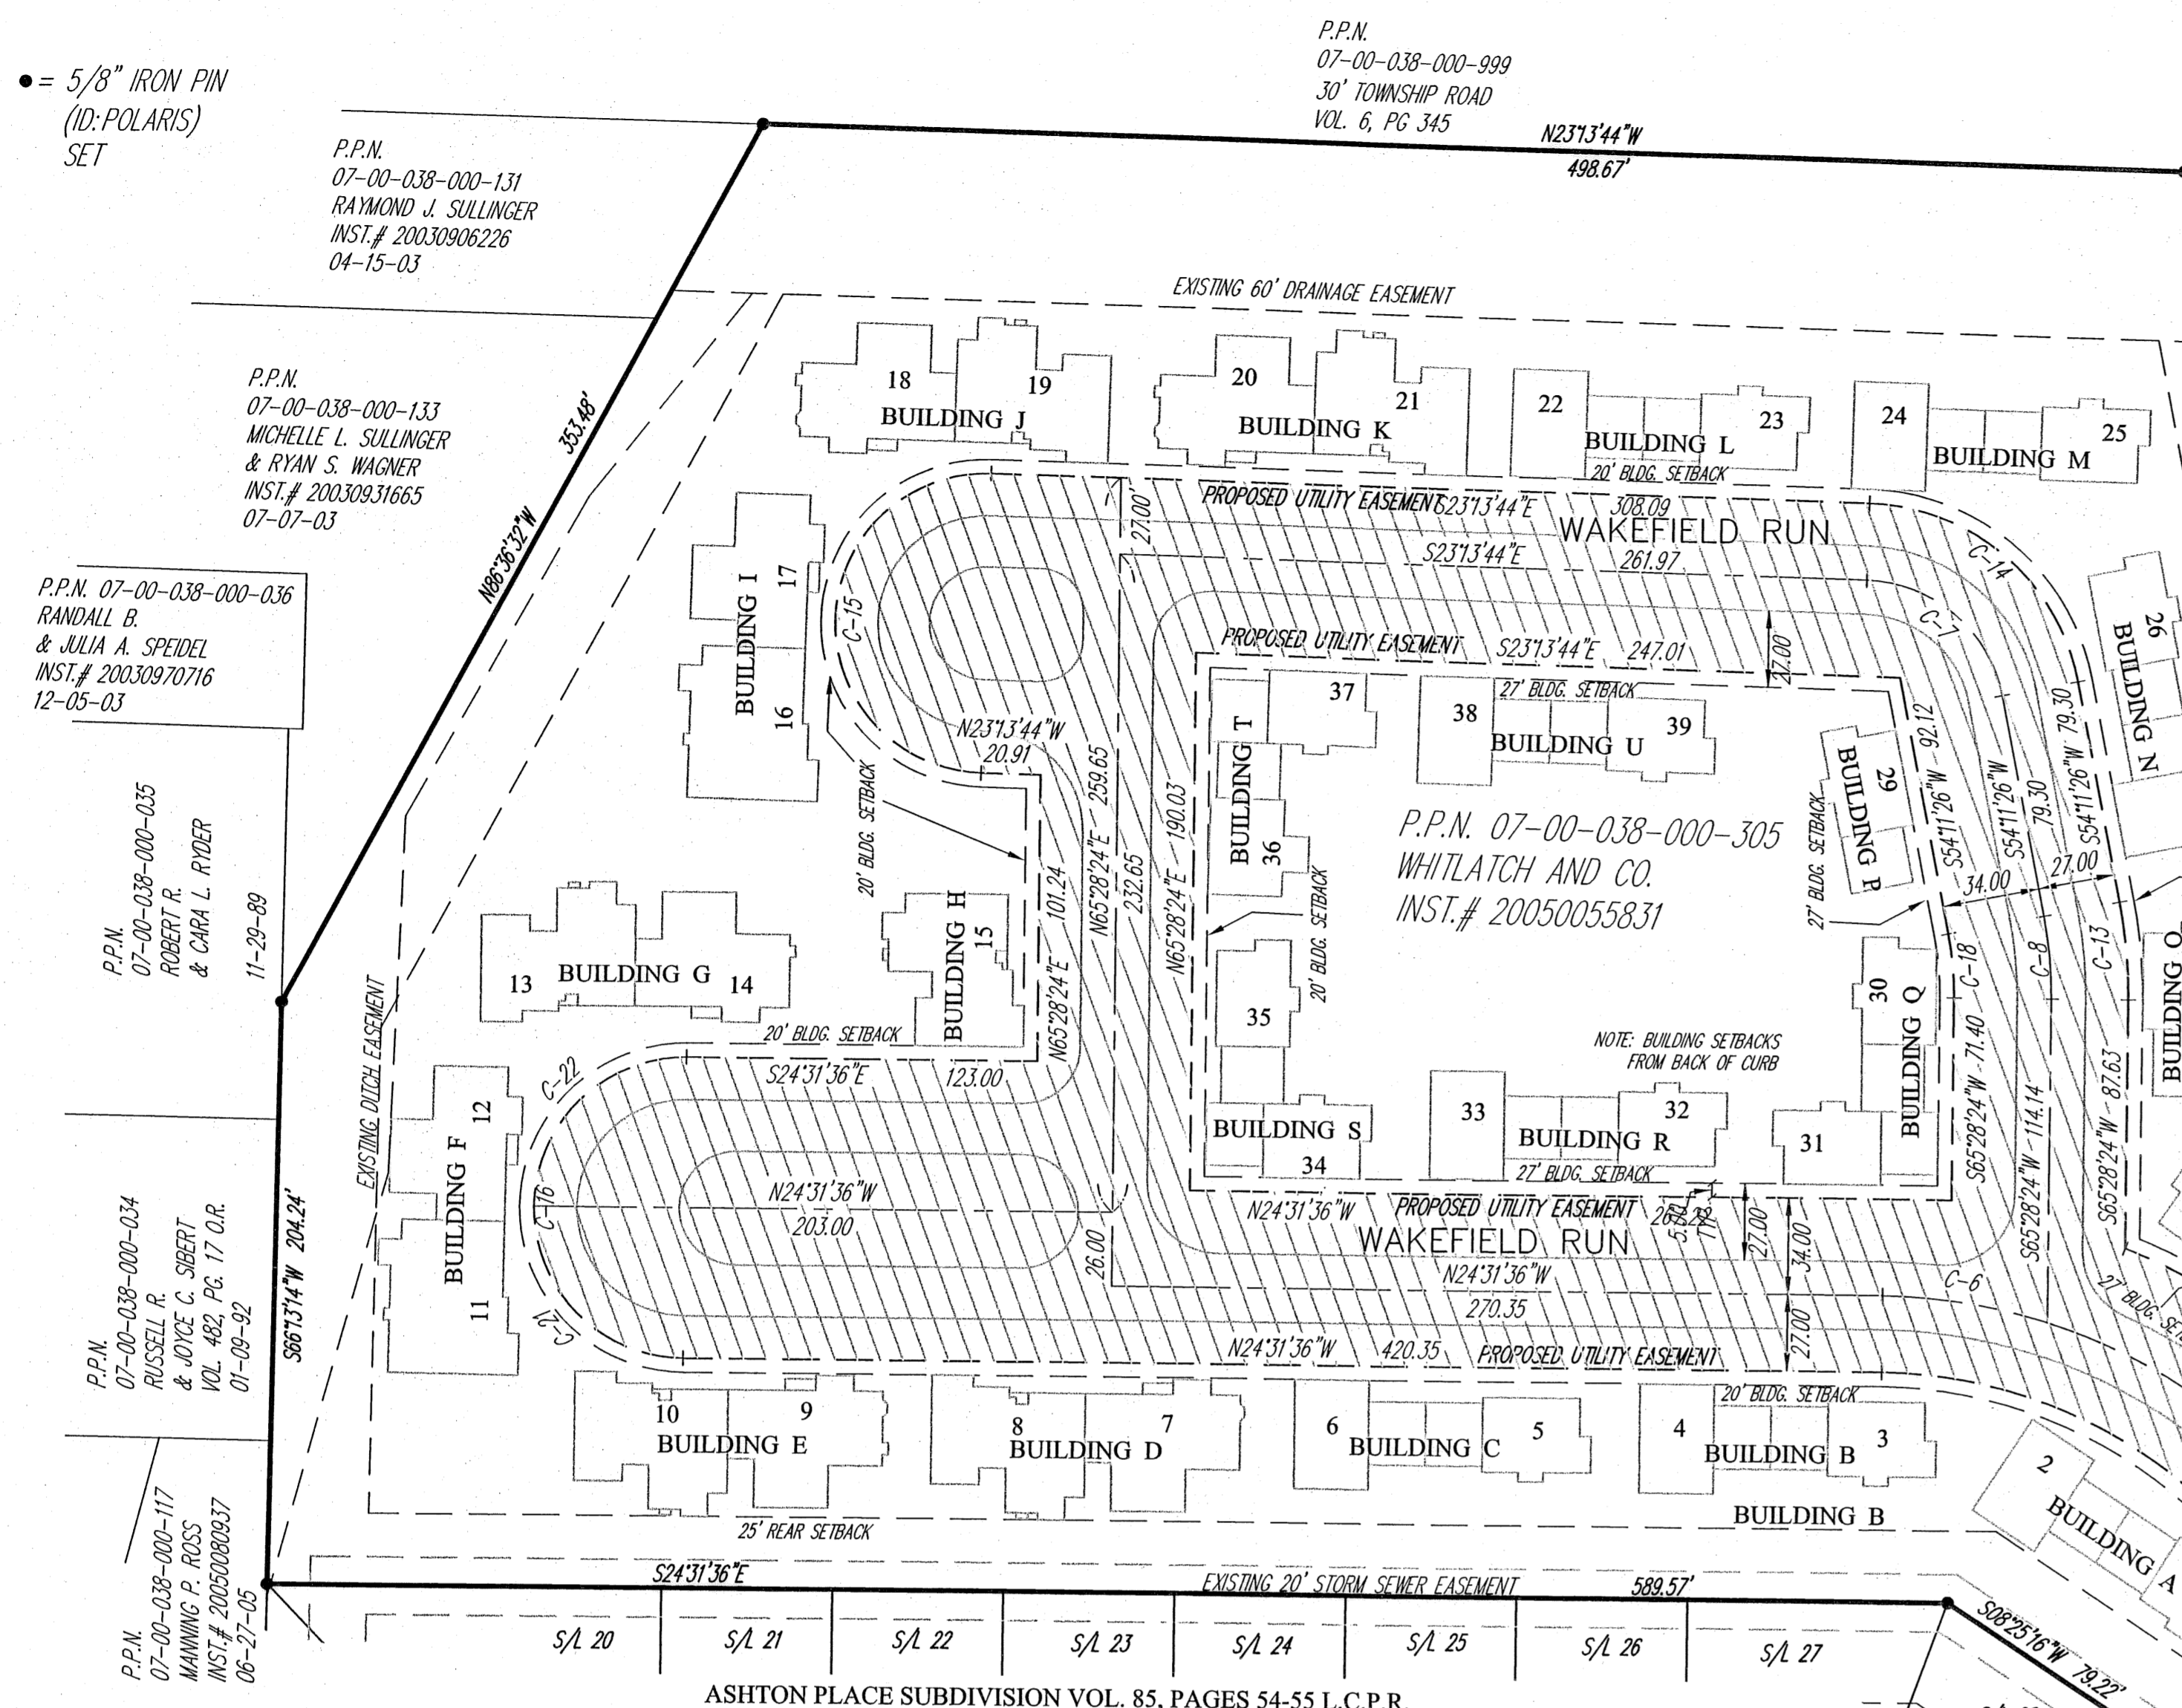 P.P.N.
07-00-038-000-999
30' TOWNSHIP ROAD
VOL. 6, PG 345
N23°13'44"W
498.67'
● = 5/8" IRON PIN
(ID:POLARIS)
SET
P.P.N.
07-00-038-000-131
RAYMOND J. SULLINGER
INST.# 20030906226
04-15-03
EXISTING 60' DRAINAGE EASEMENT
P.P.N.
07-00-038-000-133
MICHELLE L. SULLINGER
& RYAN S. WAGNER
INST.# 20030931665
07-07-03
353.48'
N86°36'32"W
P.P.N. 07-00-038-000-036
RANDALL B.
& JULIA A. SPEIDEL
INST.# 20030970716
12-05-03
P.P.N.
07-00-038-000-035
ROBERT R.
& CARA L. RYDER
11-29-89
P.P.N.
07-00-038-000-034
RUSSELL R.
& JOYCE C. SIBERT
VOL. 482, PG. 17 O.R.
01-09-92
S66°13'14"W 204.24'
P.P.N.
07-00-038-000-117
MANNING P. ROSS
INST.# 20050080937
06-27-05
EXISTING DITCH EASEMENT
18
19
BUILDING J
20
21
BUILDING K
22
23
BUILDING L
20' BLDG. SETBACK
24
25
BUILDING M
PROPOSED UTILITY EASEMENT
S23°13'44"E
308.09
WAKEFIELD RUN
27.00'
S23°13'44"E
261.97
C-14
C-7
26
BUILDING N
BUILDING I
17
16
C-15
PROPOSED UTILITY EASEMENT
S23°13'44"E
247.01
27.00'
27' BLDG. SETBACK
N23°13'44"W
20.91
20' BLDG. SETBACK
N65°28'24"E 259.65
232.65
N65°28'24"E 190.03
N65°28'24"E 101.24
37
BUILDING T
36
38
39
BUILDING U
29
BUILDING P
27' BLDG. SETBACK
S54°11'26"W 92.12
S54°11'26"W
79.30
S54°11'26"W 79.30
34.00
27.00
P.P.N. 07-00-038-000-305
WHITLATCH AND CO.
INST.# 20050055831
20' BLDG. SETBACK
13
BUILDING G
14
BUILDING H
15
20' BLDG. SETBACK
S24°31'36"E
123.00
C-22
35
BUILDING S
34
NOTE: BUILDING SETBACKS
FROM BACK OF CURB
30
BUILDING Q
31
C-18
C-8
C-13
S65°28'24"W 71.40
S65°28'24"W 114.14
S65°28'24"W 87.63
BUILDING O
33
32
BUILDING R
27' BLDG. SETBACK
BUILDING F
12
11
C-16
C-21
N24°31'36"W
203.00
26.00
N24°31'36"W
PROPOSED UTILITY EASEMENT
WAKEFIELD RUN
27.00
34.00
N24°31'36"W
270.35
C-6
27' BLDG.
27.00
N24°31'36"W
420.35
PROPOSED UTILITY EASEMENT
20' BLDG. SETBACK
10
9
BUILDING E
8
7
BUILDING D
6
5
BUILDING C
4
3
BUILDING B
2
BUILDING A
BUILDING B
25' REAR SETBACK
S24°31'36"E
EXISTING 20' STORM SEWER EASEMENT
589.57'
S08°25'16"W 79.22'
S/L 20
S/L 21
S/L 22
S/L 23
S/L 24
S/L 25
S/L 26
S/L 27
ASHTON PLACE SUBDIVISION VOL. 85, PAGES 54-55 L.C.P.R.